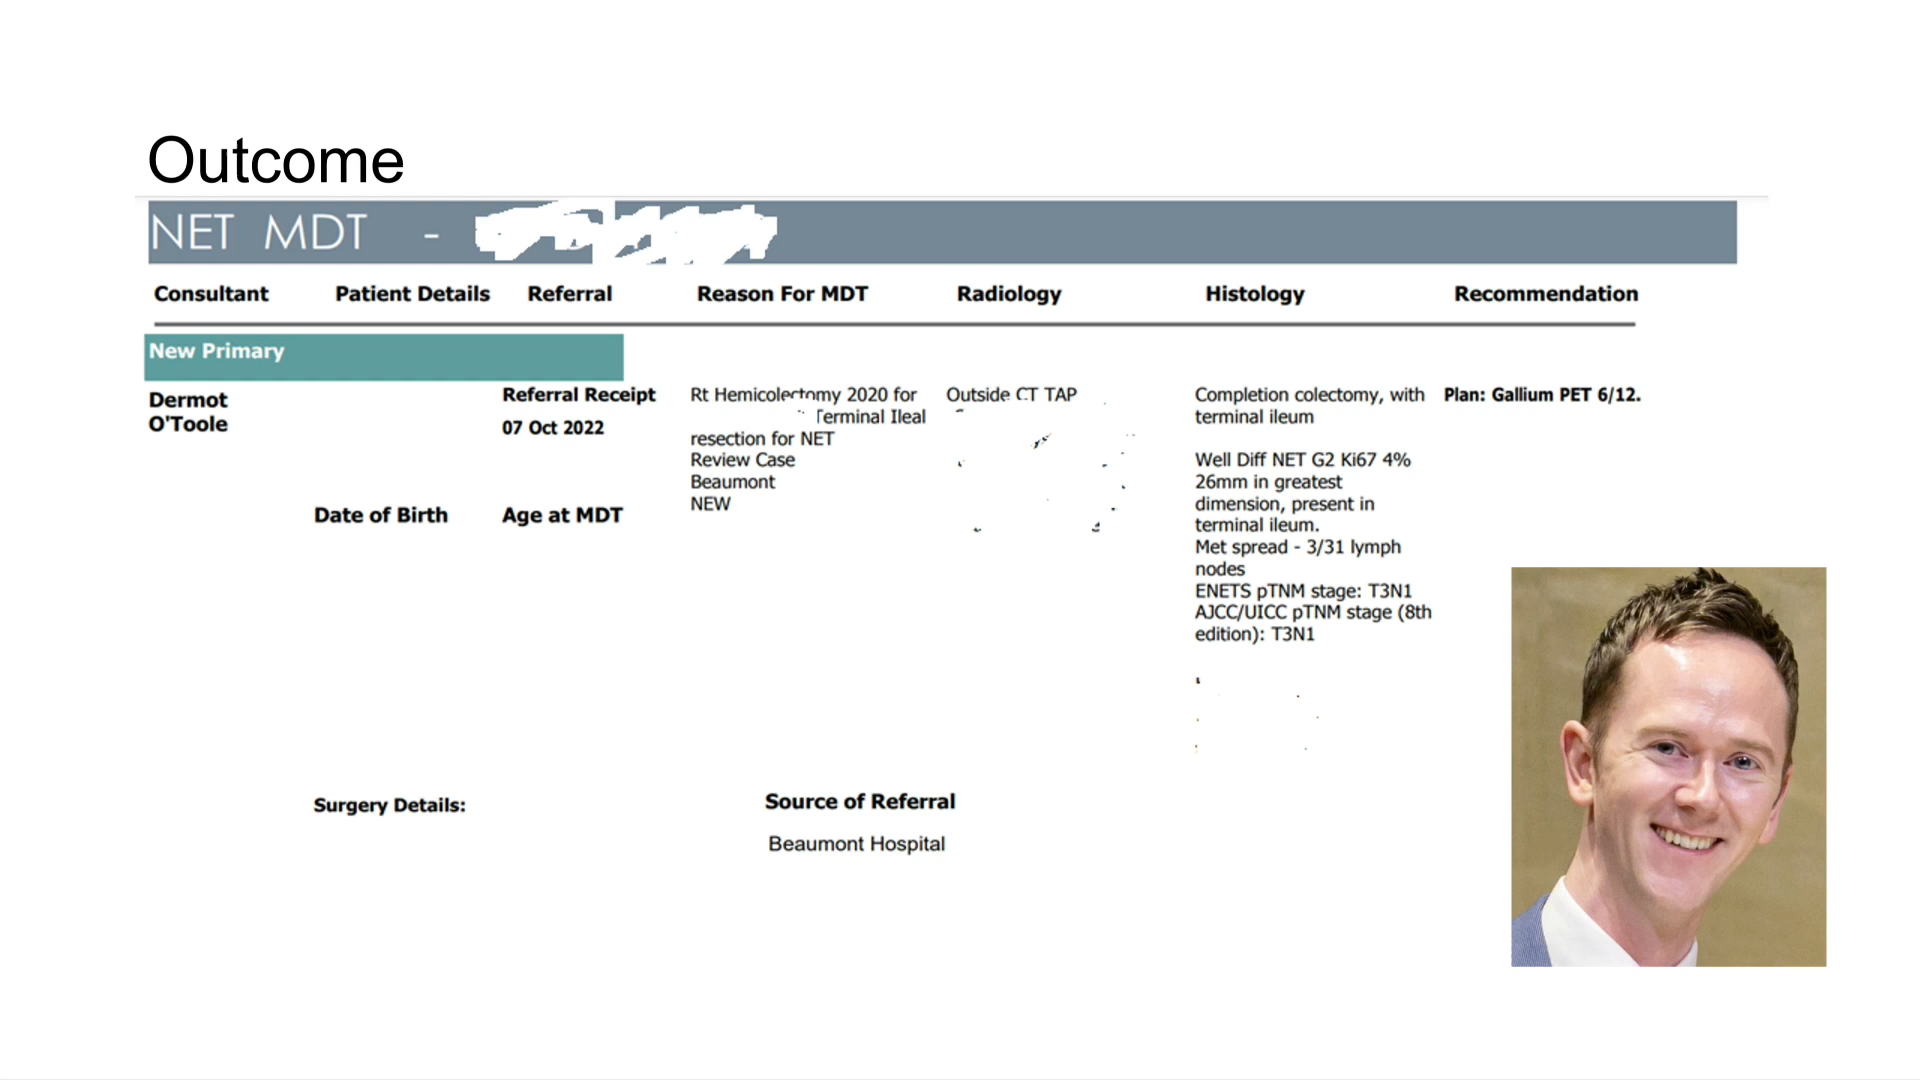 Outcome
NET MDT -
Consultant Patient Details Referral Reason For MDT Radiology Histology Recommendation
New Primary
Dermot
O'Toole
Referral Receipt
07 Oct 2022
Date of Birth Age at MDT
Rt Hemicolectomy 2020 for
Terminal Ileal
resection for NET
Review Case
Beaumont
NEW
Outside CT TAP
Completion colectomy, with
terminal ileum
Well Diff NET G2 Ki67 4%
26mm in greatest
dimension, present in
terminal ileum.
Met spread - 3/31 lymph
nodes
ENETS pTNM stage: T3N1
AJCC/UICC pTNM stage (8th
edition): T3N1
Plan: Gallium PET 6/12.
Surgery Details:
Source of Referral
Beaumont Hospital